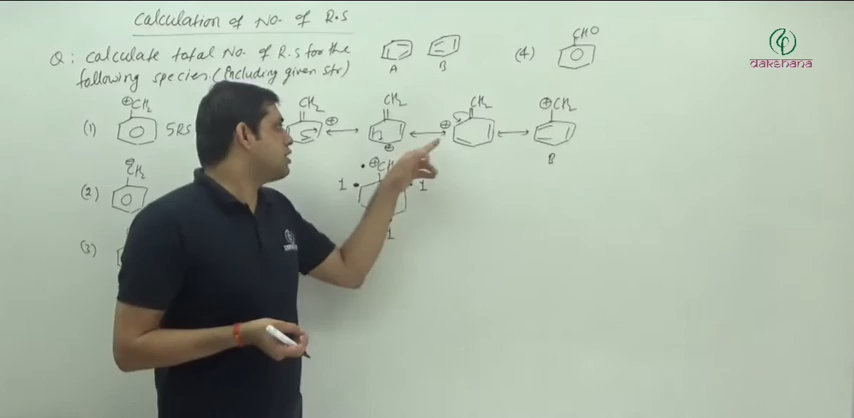 Calculation of No. of R.S
Q: Calculate total No. of R.S for the
following species (Including given str)
A
B
(4)
CHO
dakshana
(1)
⊕CH2
5RS
CH2
⊕
CH2
⊕
⊕
CH2
⊕CH2
B
⊕CH
1
1
1
(2)
⊖
CH2
(3)